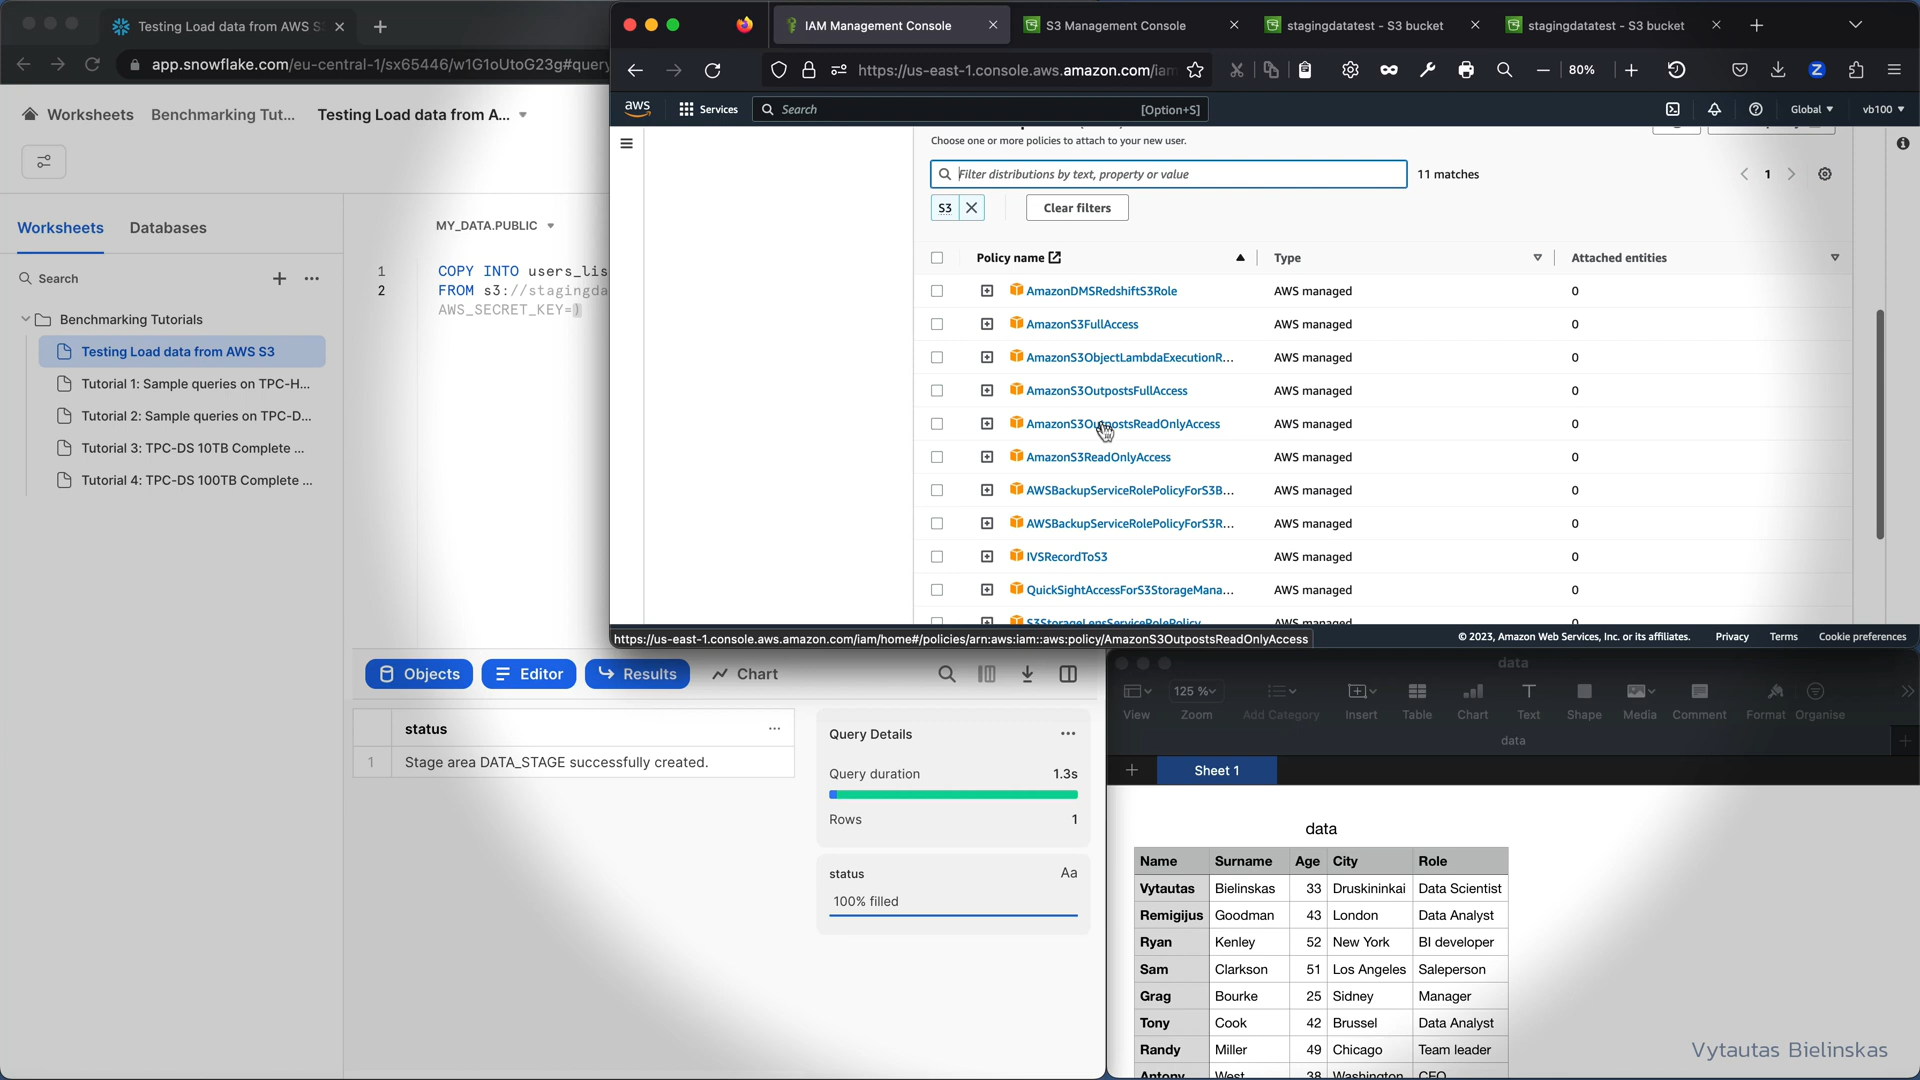 Testing Load data from AWS S3
app.snowflake.com/eu-central-1/sx65446/w1G1oUtoG23g#query
Worksheets
Benchmarking Tut...
Testing Load data from A...
Worksheets
Databases
Search
Benchmarking Tutorials
Testing Load data from AWS S3
Tutorial 1: Sample queries on TPC-H...
Tutorial 2: Sample queries on TPC-D...
Tutorial 3: TPC-DS 10TB Complete ...
Tutorial 4: TPC-DS 100TB Complete ...
MY_DATA.PUBLIC
1 COPY INTO users_lis
2 FROM s3://stagingda
AWS_SECRET_KEY=)
IAM Management Console
S3 Management Console
stagingdatatest - S3 bucket
stagingdatatest - S3 bucket
https://us-east-1.console.aws.amazon.com/iam
80%
Z
aws
Services
Search
[Option+S]
Global
vb100
Choose one or more policies to attach to your new user.
Filter distributions by text, property or value
11 matches
1
S3
Clear filters
Policy name
Type
Attached entities
AmazonDMSRedshiftS3Role AWS managed 0
AmazonS3FullAccess AWS managed 0
AmazonS3ObjectLambdaExecutionR... AWS managed 0
AmazonS3OutpostsFullAccess AWS managed 0
AmazonS3OutpostsReadOnlyAccess AWS managed 0
AmazonS3ReadOnlyAccess AWS managed 0
AWSBackupServiceRolePolicyForS3B... AWS managed 0
AWSBackupServiceRolePolicyForS3R... AWS managed 0
IVSRecordToS3 AWS managed 0
QuickSightAccessForS3StorageMana... AWS managed 0
S3StorageLensServiceRolePolicy
https://us-east-1.console.aws.amazon.com/iam/home#/policies/arn:aws:iam::aws:policy/AmazonS3OutpostsReadOnlyAccess
© 2023, Amazon Web Services, Inc. or its affiliates.
Privacy
Terms
Cookie preferences
Objects
Editor
Results
Chart
status ...
1 Stage area DATA_STAGE successfully created.
Query Details ...
Query duration 1.3s
Rows 1
status Aa
100% filled
data
125 %
View
Zoom
Add Category
Insert
Table
Chart
Text
Shape
Media
Comment
Format
Organise
data
Sheet 1
data
Name Surname Age City Role
Vytautas Bielinskas 33 Druskininkai Data Scientist
Remigijus Goodman 43 London Data Analyst
Ryan Kenley 52 New York BI developer
Sam Clarkson 51 Los Angeles Saleperson
Grag Bourke 25 Sidney Manager
Tony Cook 42 Brussel Data Analyst
Randy Miller 49 Chicago Team leader
Antony West 38 Washington CEO
Vytautas Bielinskas